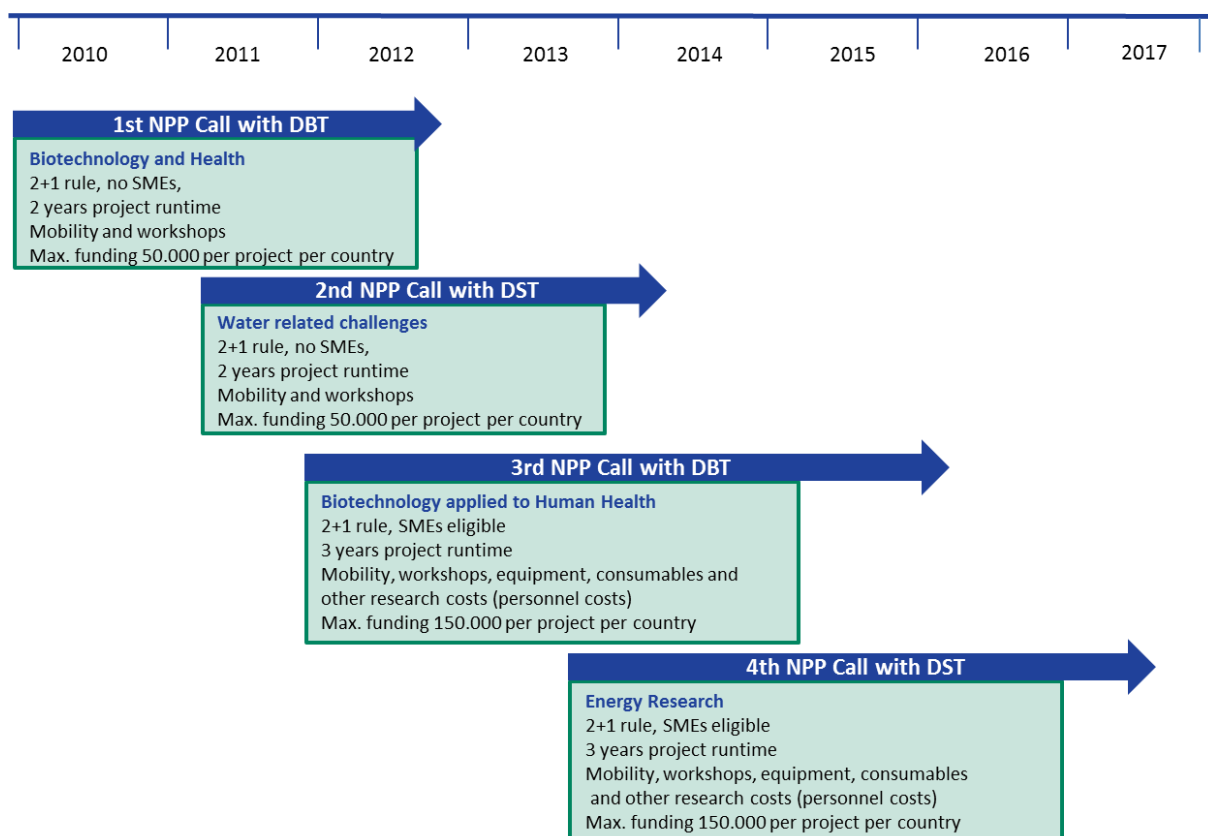 2010 2011 2012 2013 2014 2015 2016 2017
1st NPP Call with DBT
Biotechnology and Health
2+1 rule, no SMEs,
2 years project runtime
Mobility and workshops
Max. funding 50.000 per project per country
2nd NPP Call with DST
Water related challenges
2+1 rule, no SMEs,
2 years project runtime
Mobility and workshops
Max. funding 50.000 per project per country
3rd NPP Call with DBT
Biotechnology applied to Human Health
2+1 rule, SMEs eligible
3 years project runtime
Mobility, workshops, equipment, consumables and
other research costs (personnel costs)
Max. funding 150.000 per project per country
4th NPP Call with DST
Energy Research
2+1 rule, SMEs eligible
3 years project runtime
Mobility, workshops, equipment, consumables
and other research costs (personnel costs)
Max. funding 150.000 per project per country